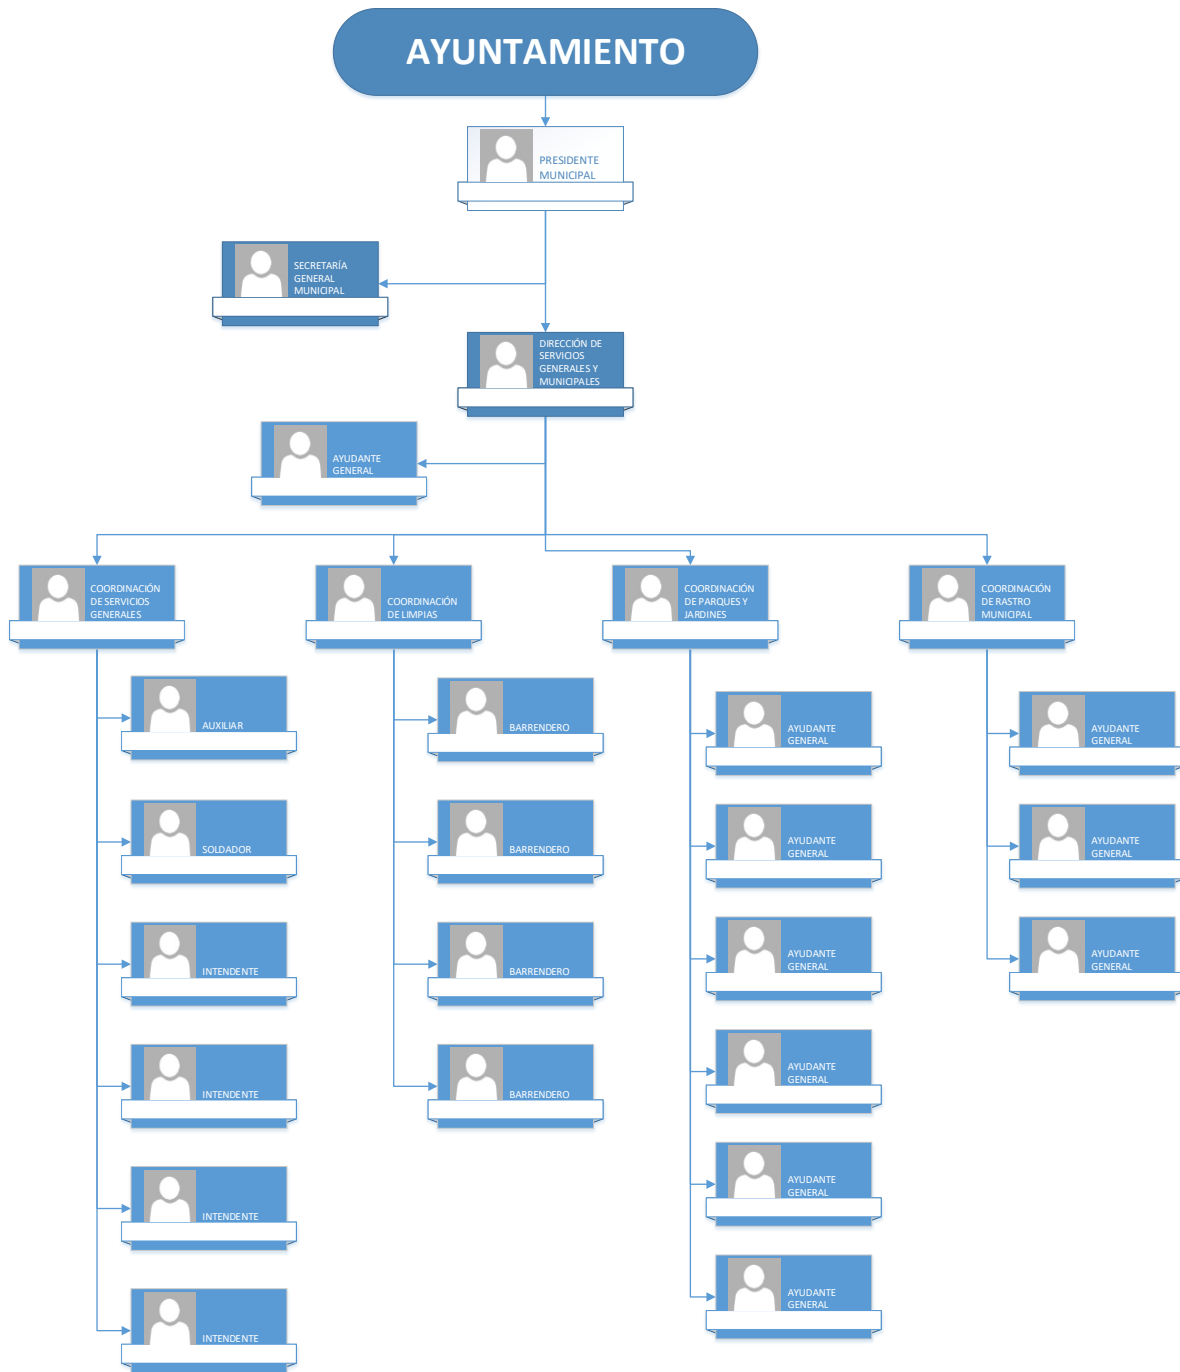 AYUNTAMIENTO
PRESIDENTE
MUNICIPAL
SECRETARÍA
GENERAL
MUNICIPAL
DIRECCIÓN DE
SERVICIOS
GENERALES Y
MUNICIPALES
AYUDANTE
GENERAL
COORDINACIÓN
DE SERVICIOS
GENERALES
COORDINACIÓN
DE LIMPIAS
COORDINACIÓN
DE PARQUES Y
JARDINES
COORDINACIÓN
DE RASTRO
MUNICIPAL
AUXILIAR
SOLDADOR
INTENDENTE
INTENDENTE
INTENDENTE
INTENDENTE
BARRENDERO
BARRENDERO
BARRENDERO
BARRENDERO
AYUDANTE
GENERAL
AYUDANTE
GENERAL
AYUDANTE
GENERAL
AYUDANTE
GENERAL
AYUDANTE
GENERAL
AYUDANTE
GENERAL
AYUDANTE
GENERAL
AYUDANTE
GENERAL
AYUDANTE
GENERAL